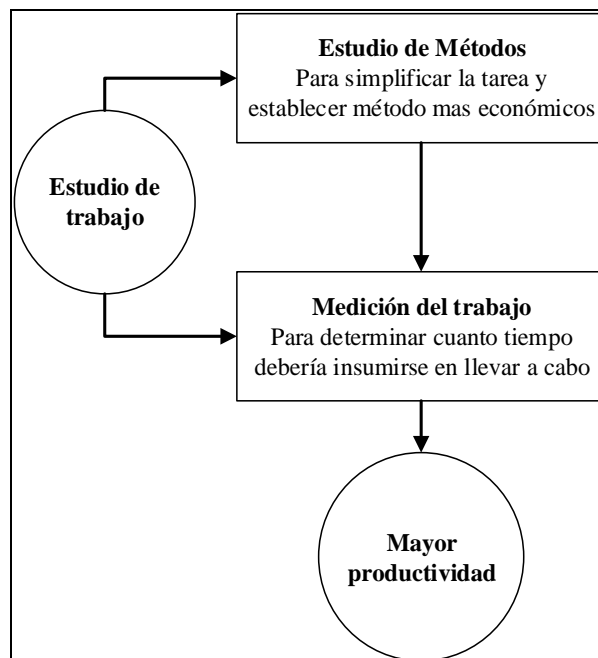 Estudio de Métodos
Para simplificar la tarea y
establecer método mas económicos
Estudio de
trabajo
Medición del trabajo
Para determinar cuanto tiempo
debería insumirse en llevar a cabo
Mayor
productividad